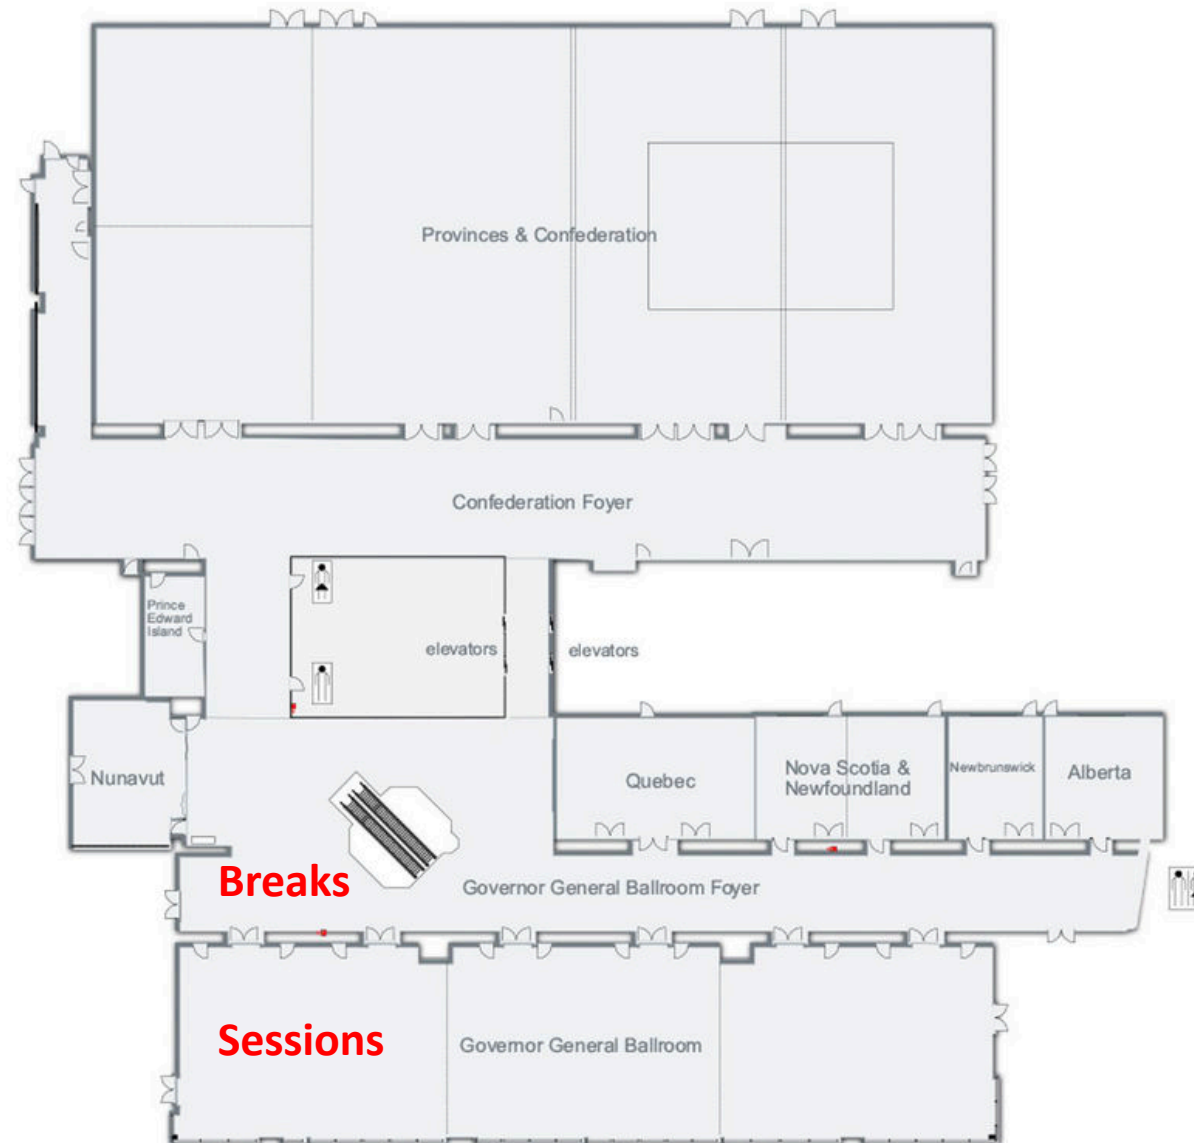 Provinces & Confederation
Confederation Foyer
Prince
Edward
Island
elevators
elevators
Nunavut
Quebec
Nova Scotia &
Newfoundland
Newbrunswick
Alberta
Breaks
Governor General Ballroom Foyer
Sessions
Governor General Ballroom